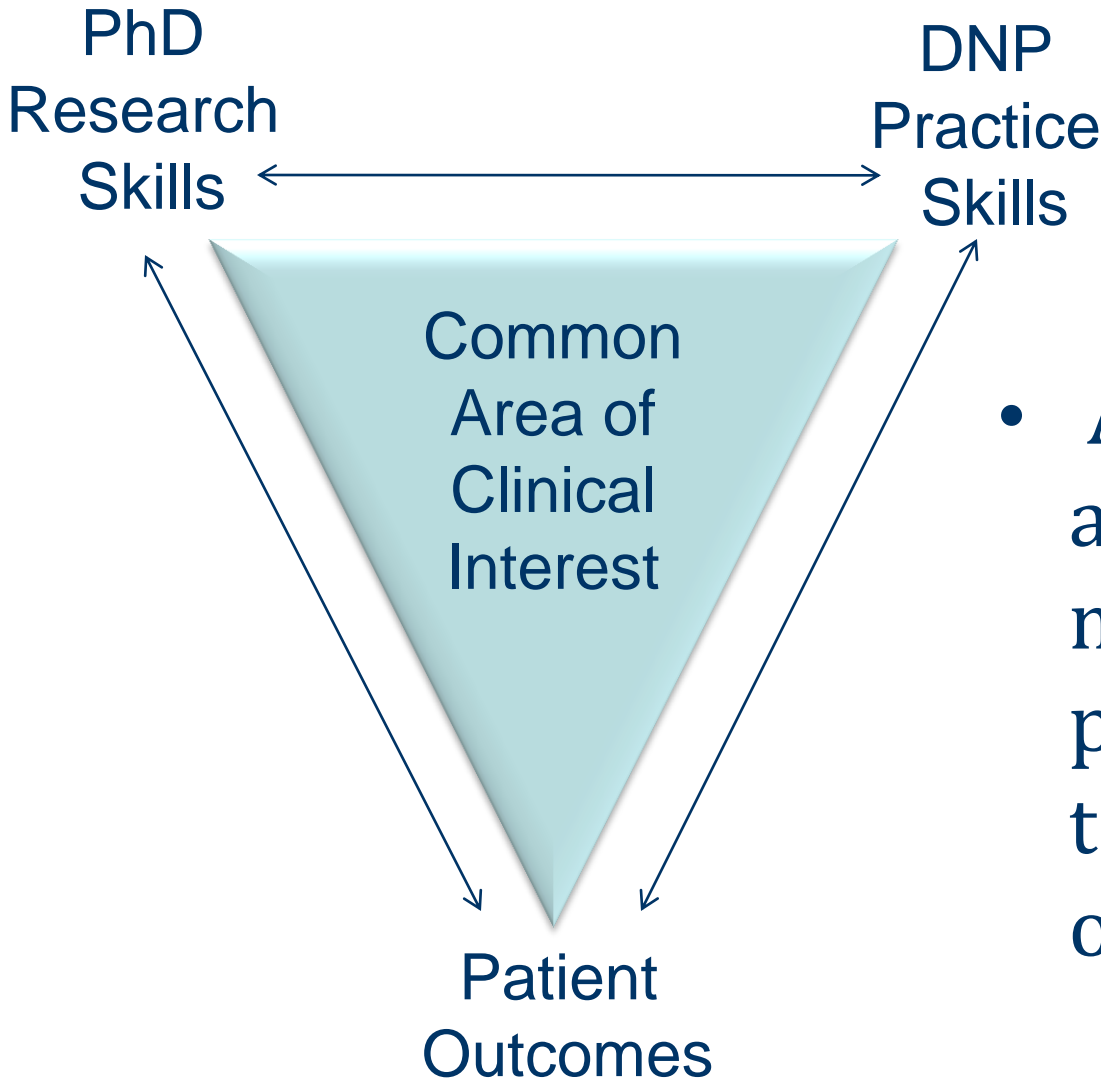 PhD
Research
Skills
DNP
Practice
Skills
Common
Area of
Clinical
Interest
Patient
Outcomes
•